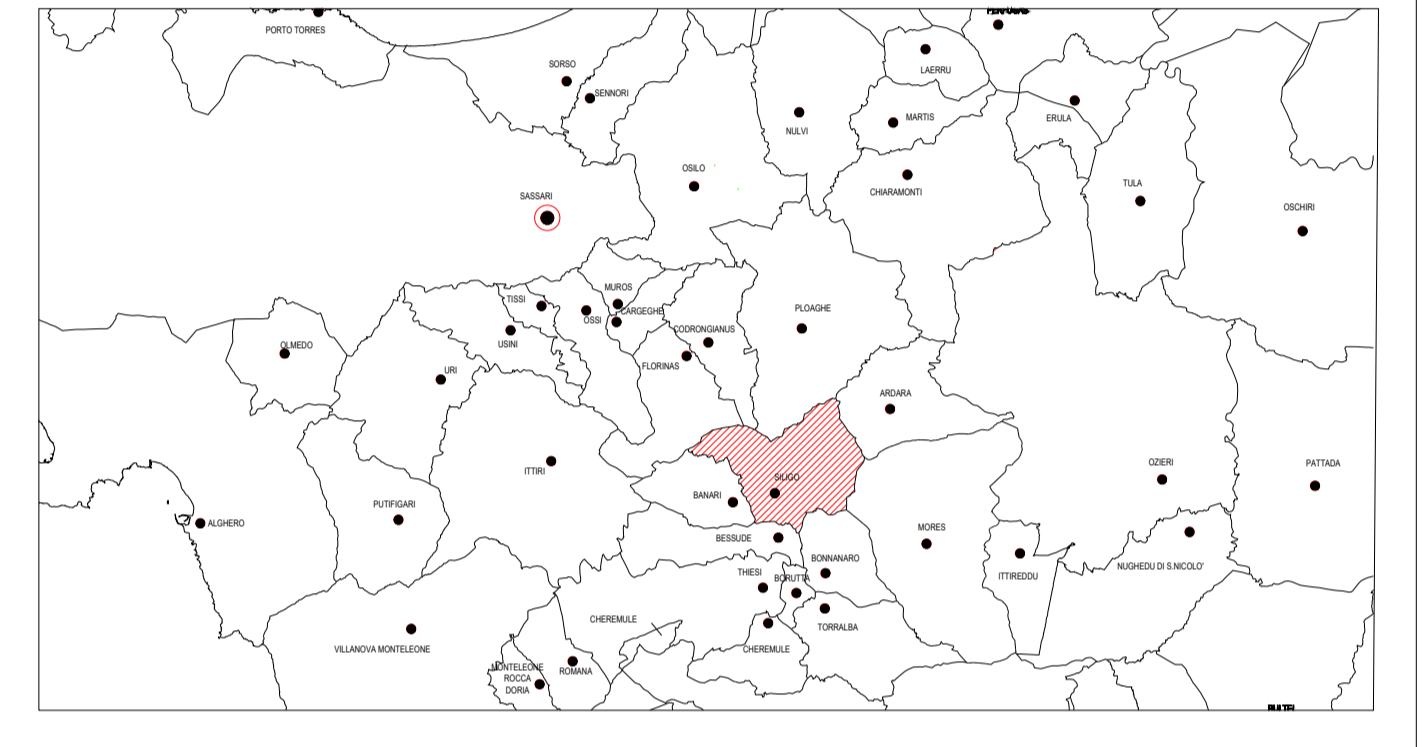 PORTO TORRES
SORSO
SENNORI
LAERRU
NULVI
MARTIS
ERULA
OSILO
CHIARAMONTI
TULA
SASSARI
OSCHIRI
MUROS
TISSI
CARGEGHE
OSSI
CODRONGIANUS
PLOAGHE
USINI
OLMEDO
FLORINAS
URI
ARDARA
ITTIRI
SILIGO
OZIERI
PATTADA
BANARI
PUTIFIGARI
ALGHERO
MORES
BESSUDE
BONNANARO
NUGHEDU DI S.NICOLO'
THIESI
BORUTTA
ITTIREDDU
CHEREMULE
TORRALBA
VILLANOVA MONTELEONE
CHEREMULE
MONTELEONE
ROCCA
DORIA
ROMANA